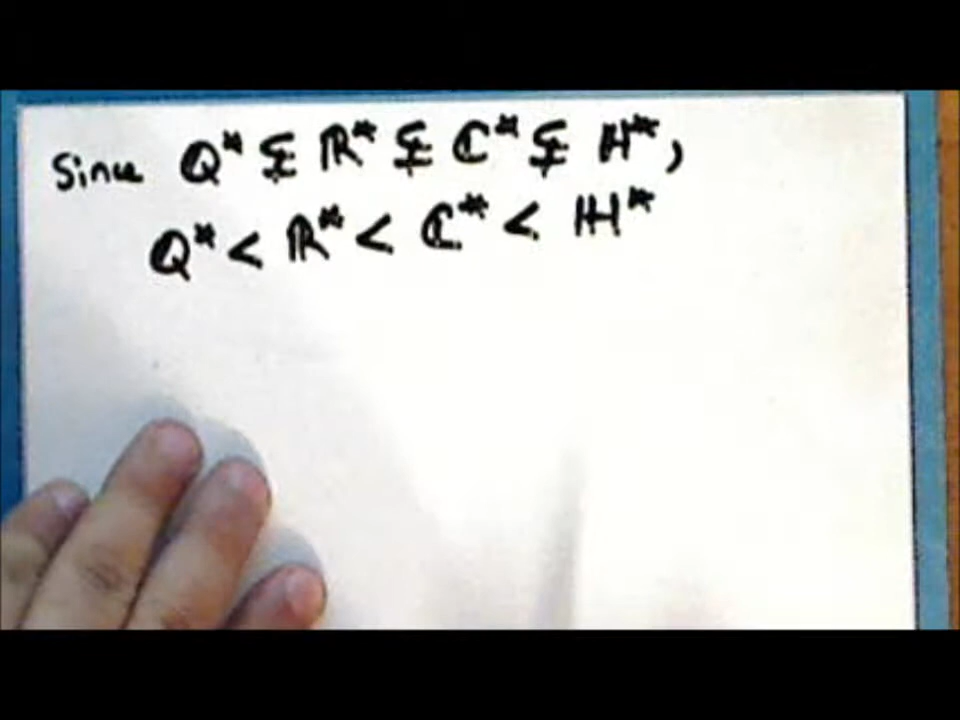 Since ℚ* ⊊ ℝ* ⊊ ℂ* ⊊ ℍ*,
ℚ* < ℝ* < ℂ* < ℍ*